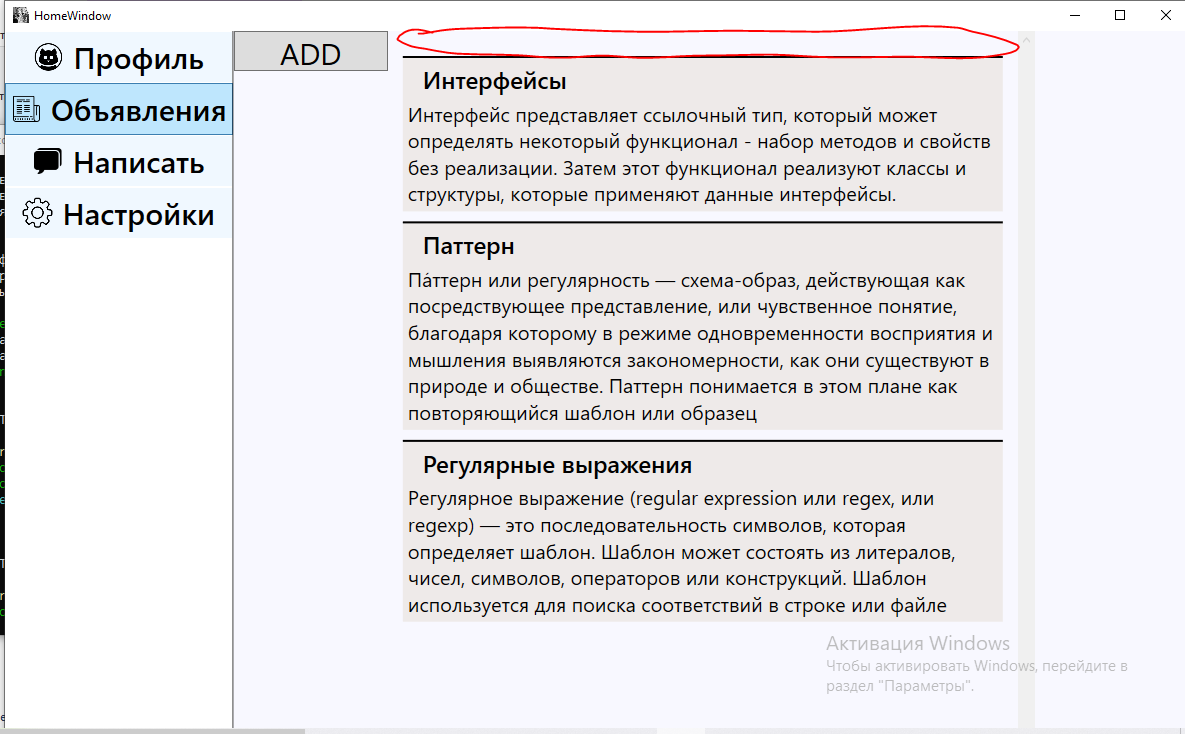 HomeWindow
Профиль
Объявления
Написать
Настройки
ADD
Интерфейсы
Интерфейс представляет ссылочный тип, который может
определять некоторый функционал - набор методов и свойств
без реализации. Затем этот функционал реализуют классы и
структуры, которые применяют данные интерфейсы.
Паттерн
Па́ттерн или регулярность — схема-образ, действующая как
посредствующее представление, или чувственное понятие,
благодаря которому в режиме одновременности восприятия и
мышления выявляются закономерности, как они существуют в
природе и обществе. Паттерн понимается в этом плане как
повторяющийся шаблон или образец
Регулярные выражения
Регулярное выражение (regular expression или regex, или
regexp) — это последовательность символов, которая
определяет шаблон. Шаблон может состоять из литералов,
чисел, символов, операторов или конструкций. Шаблон
используется для поиска соответствий в строке или файле
Активация Windows
Чтобы активировать Windows, перейдите в
раздел "Параметры".